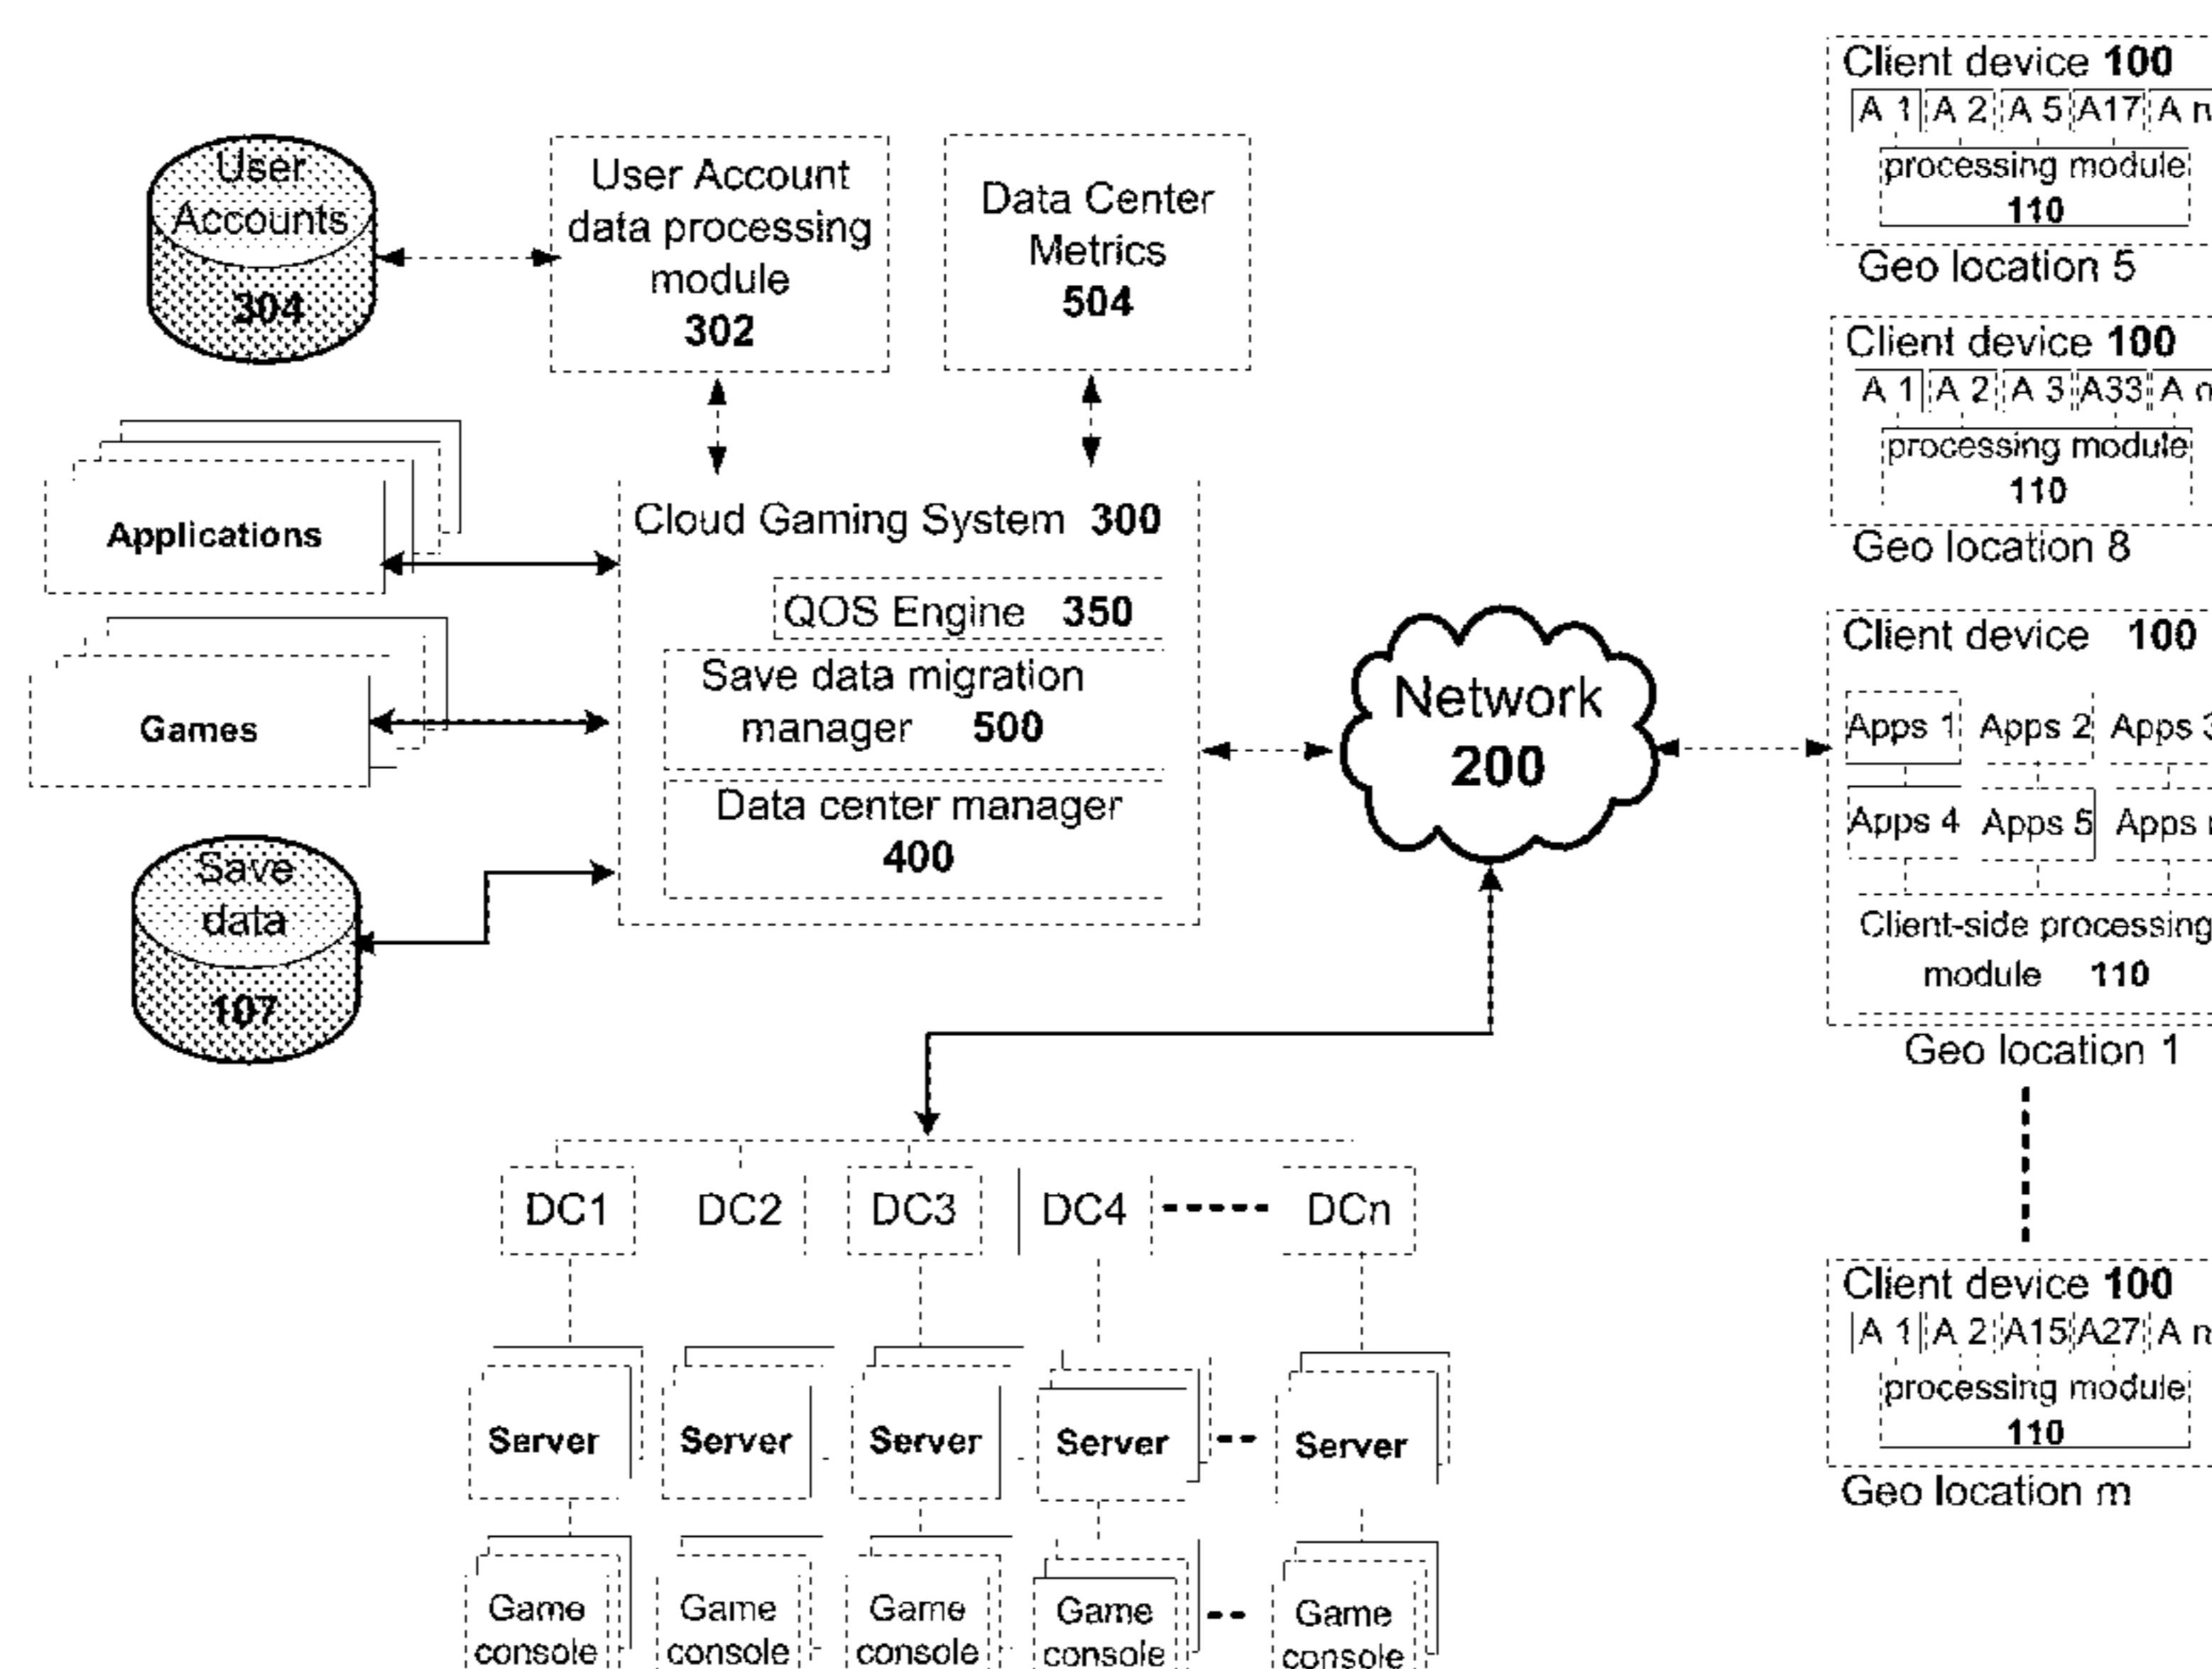 User
Accounts
304
User Account
data processing
module
302
Data Center
Metrics
504
Applications
Games
Save
data
107
Cloud Gaming System 300
QOS Engine 350
Save data migration
manager 500
Data center manager
400
Network
200
Client device 100
A 1 A 2 A 5 A17 A n
processing module
110
Geo location 5
Client device 100
A 1 A 2 A 3 A33 A n
processing module
110
Geo location 8
Client device 100
Apps 1 Apps 2 Apps 3
Apps 4 Apps 5 Apps
Client-side processing
module 110
Geo location 1
Client device 100
A 1 A 2 A15 A27 A n
processing module
110
Geo location m
DC1 DC2 DC3 DC4 DCn
Server Server Server Server Server
Game Game Game Game Game
console console console console console